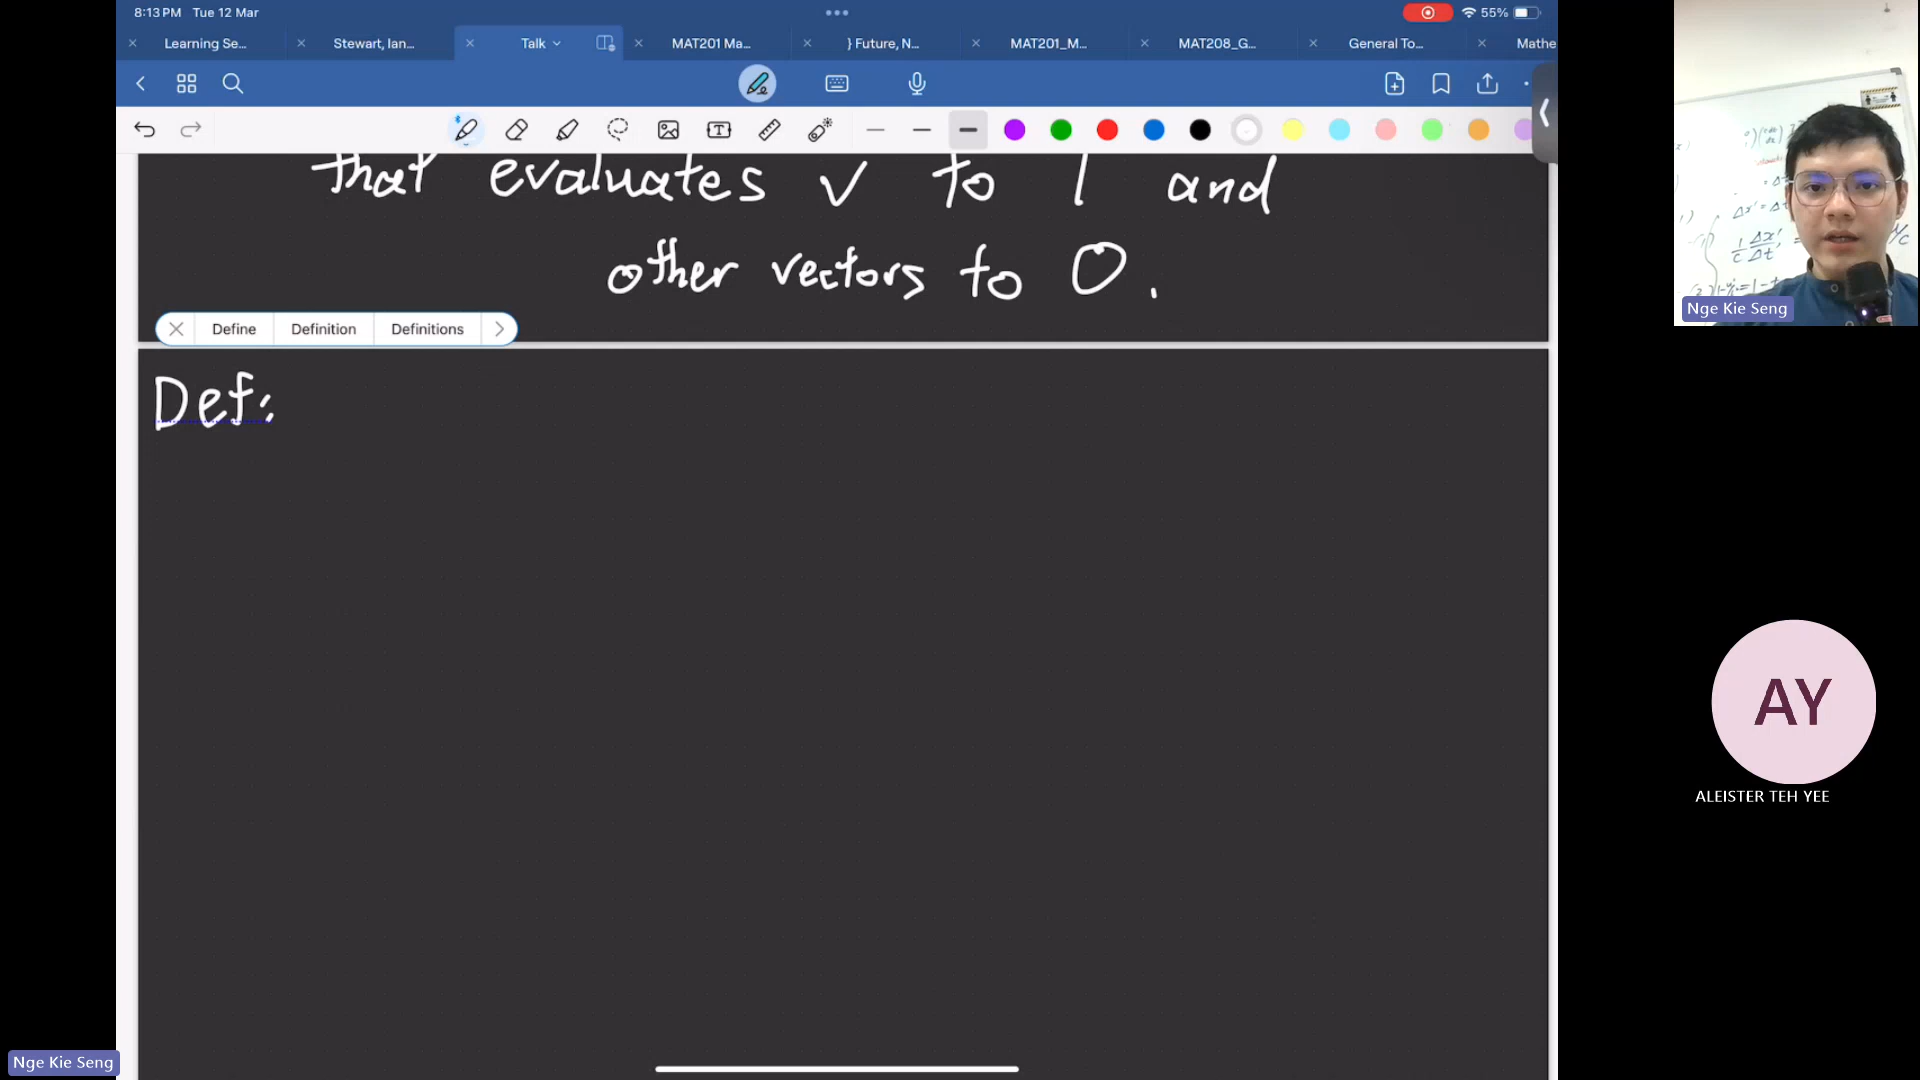 8:13 PM Tue 12 Mar
55%
Learning Se...
Stewart, Ian...
Talk
MAT201 Ma...
} Future, N...
MAT201_M...
MAT208_G...
General To...
Mathe
that evaluates v to 1 and
other vectors to 0.
Define
Definition
Definitions
Def:
Nge Kie Seng
AY
ALEISTER TEH YEE
Nge Kie Seng